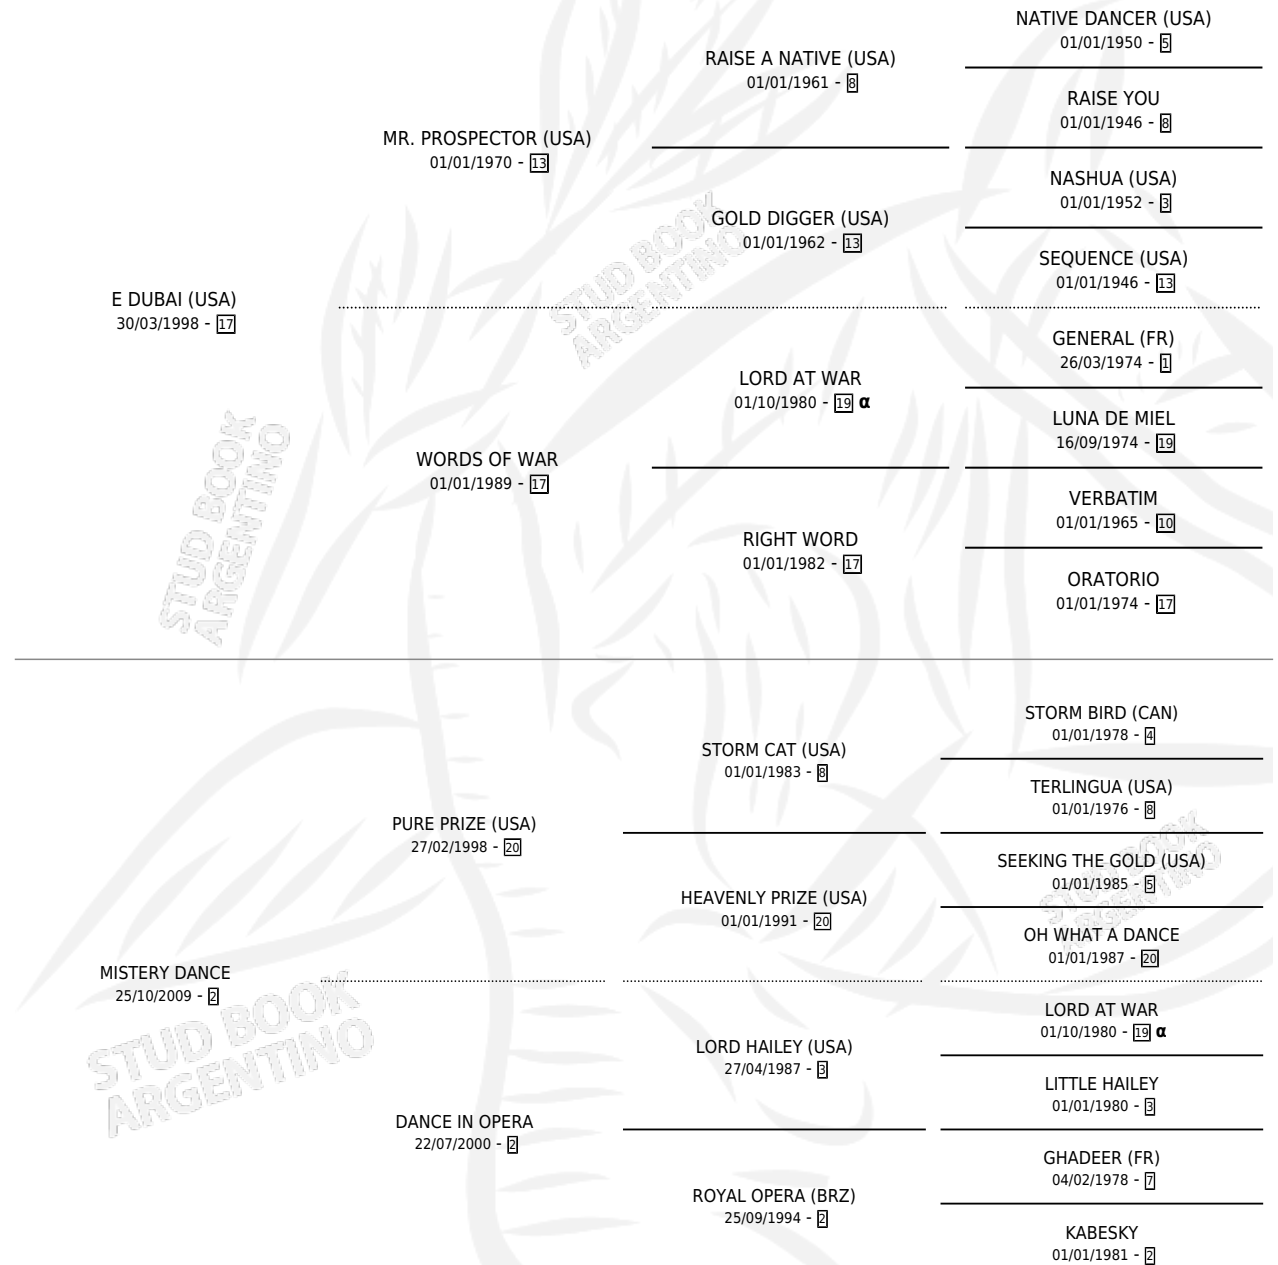 NATIVE DANCER (USA)
01/01/1950 - 5
RAISE A NATIVE (USA)
01/01/1961 - 8
RAISE YOU
01/01/1946 - 8
MR. PROSPECTOR (USA)
01/01/1970 - 13
NASHUA (USA)
01/01/1952 - 3
GOLD DIGGER (USA)
01/01/1962 - 13
SEQUENCE (USA)
01/01/1946 - 13
E DUBAI (USA)
30/03/1998 - 17
GENERAL (FR)
26/03/1974 - 1
LORD AT WAR
01/10/1980 - 19 α
LUNA DE MIEL
16/09/1974 - 19
WORDS OF WAR
01/01/1989 - 17
VERBATIM
01/01/1965 - 10
RIGHT WORD
01/01/1982 - 17
ORATORIO
01/01/1974 - 17
STORM BIRD (CAN)
01/01/1978 - 4
STORM CAT (USA)
01/01/1983 - 8
TERLINGUA (USA)
01/01/1976 - 8
PURE PRIZE (USA)
27/02/1998 - 20
SEEKING THE GOLD (USA)
01/01/1985 - 5
HEAVENLY PRIZE (USA)
01/01/1991 - 20
OH WHAT A DANCE
01/01/1987 - 20
MISTERY DANCE
25/10/2009 - 2
LORD AT WAR
01/10/1980 - 19 α
LORD HAILEY (USA)
27/04/1987 - 3
LITTLE HAILEY
01/01/1980 - 3
DANCE IN OPERA
22/07/2000 - 2
GHADEER (FR)
04/02/1978 - 7
ROYAL OPERA (BRZ)
25/09/1994 - 2
KABESKY
01/01/1981 - 2
STUD BOOK
ARGENTINO
STUD BOOK
ARGENTINO
STUD BOOK
ARGENTINO
STUD BOOK
ARGENTINO